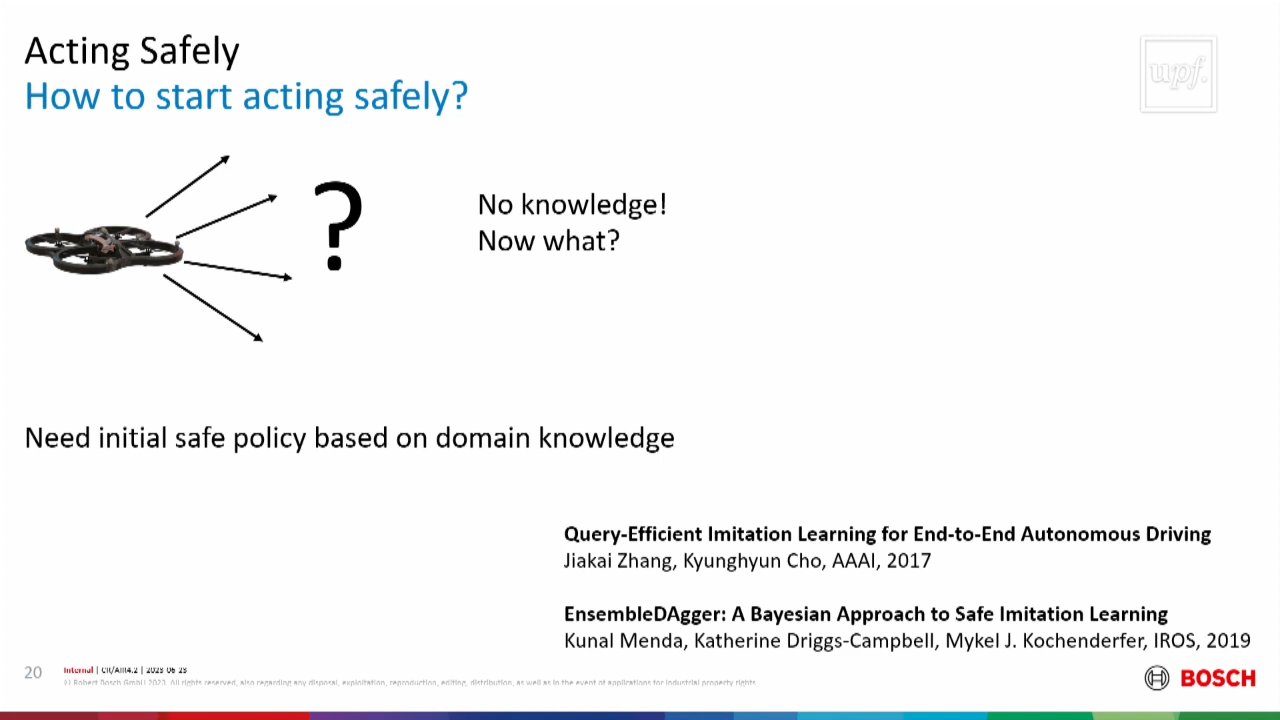 Acting Safely
How to start acting safely?
upf.
?
No knowledge!
Now what?
Need initial safe policy based on domain knowledge
Query-Efficient Imitation Learning for End-to-End Autonomous Driving
Jiakai Zhang, Kyunghyun Cho, AAAI, 2017
EnsembleDAgger: A Bayesian Approach to Safe Imitation Learning
Kunal Menda, Katherine Driggs-Campbell, Mykel J. Kochenderfer, IROS, 2019
20
Internal | CR/AIR4.2 | 2023-06-23
© Robert Bosch GmbH 2023. All rights reserved, also regarding any disposal, exploitation, reproduction, editing, distribution, as well as in the event of applications for industrial property rights.
BOSCH